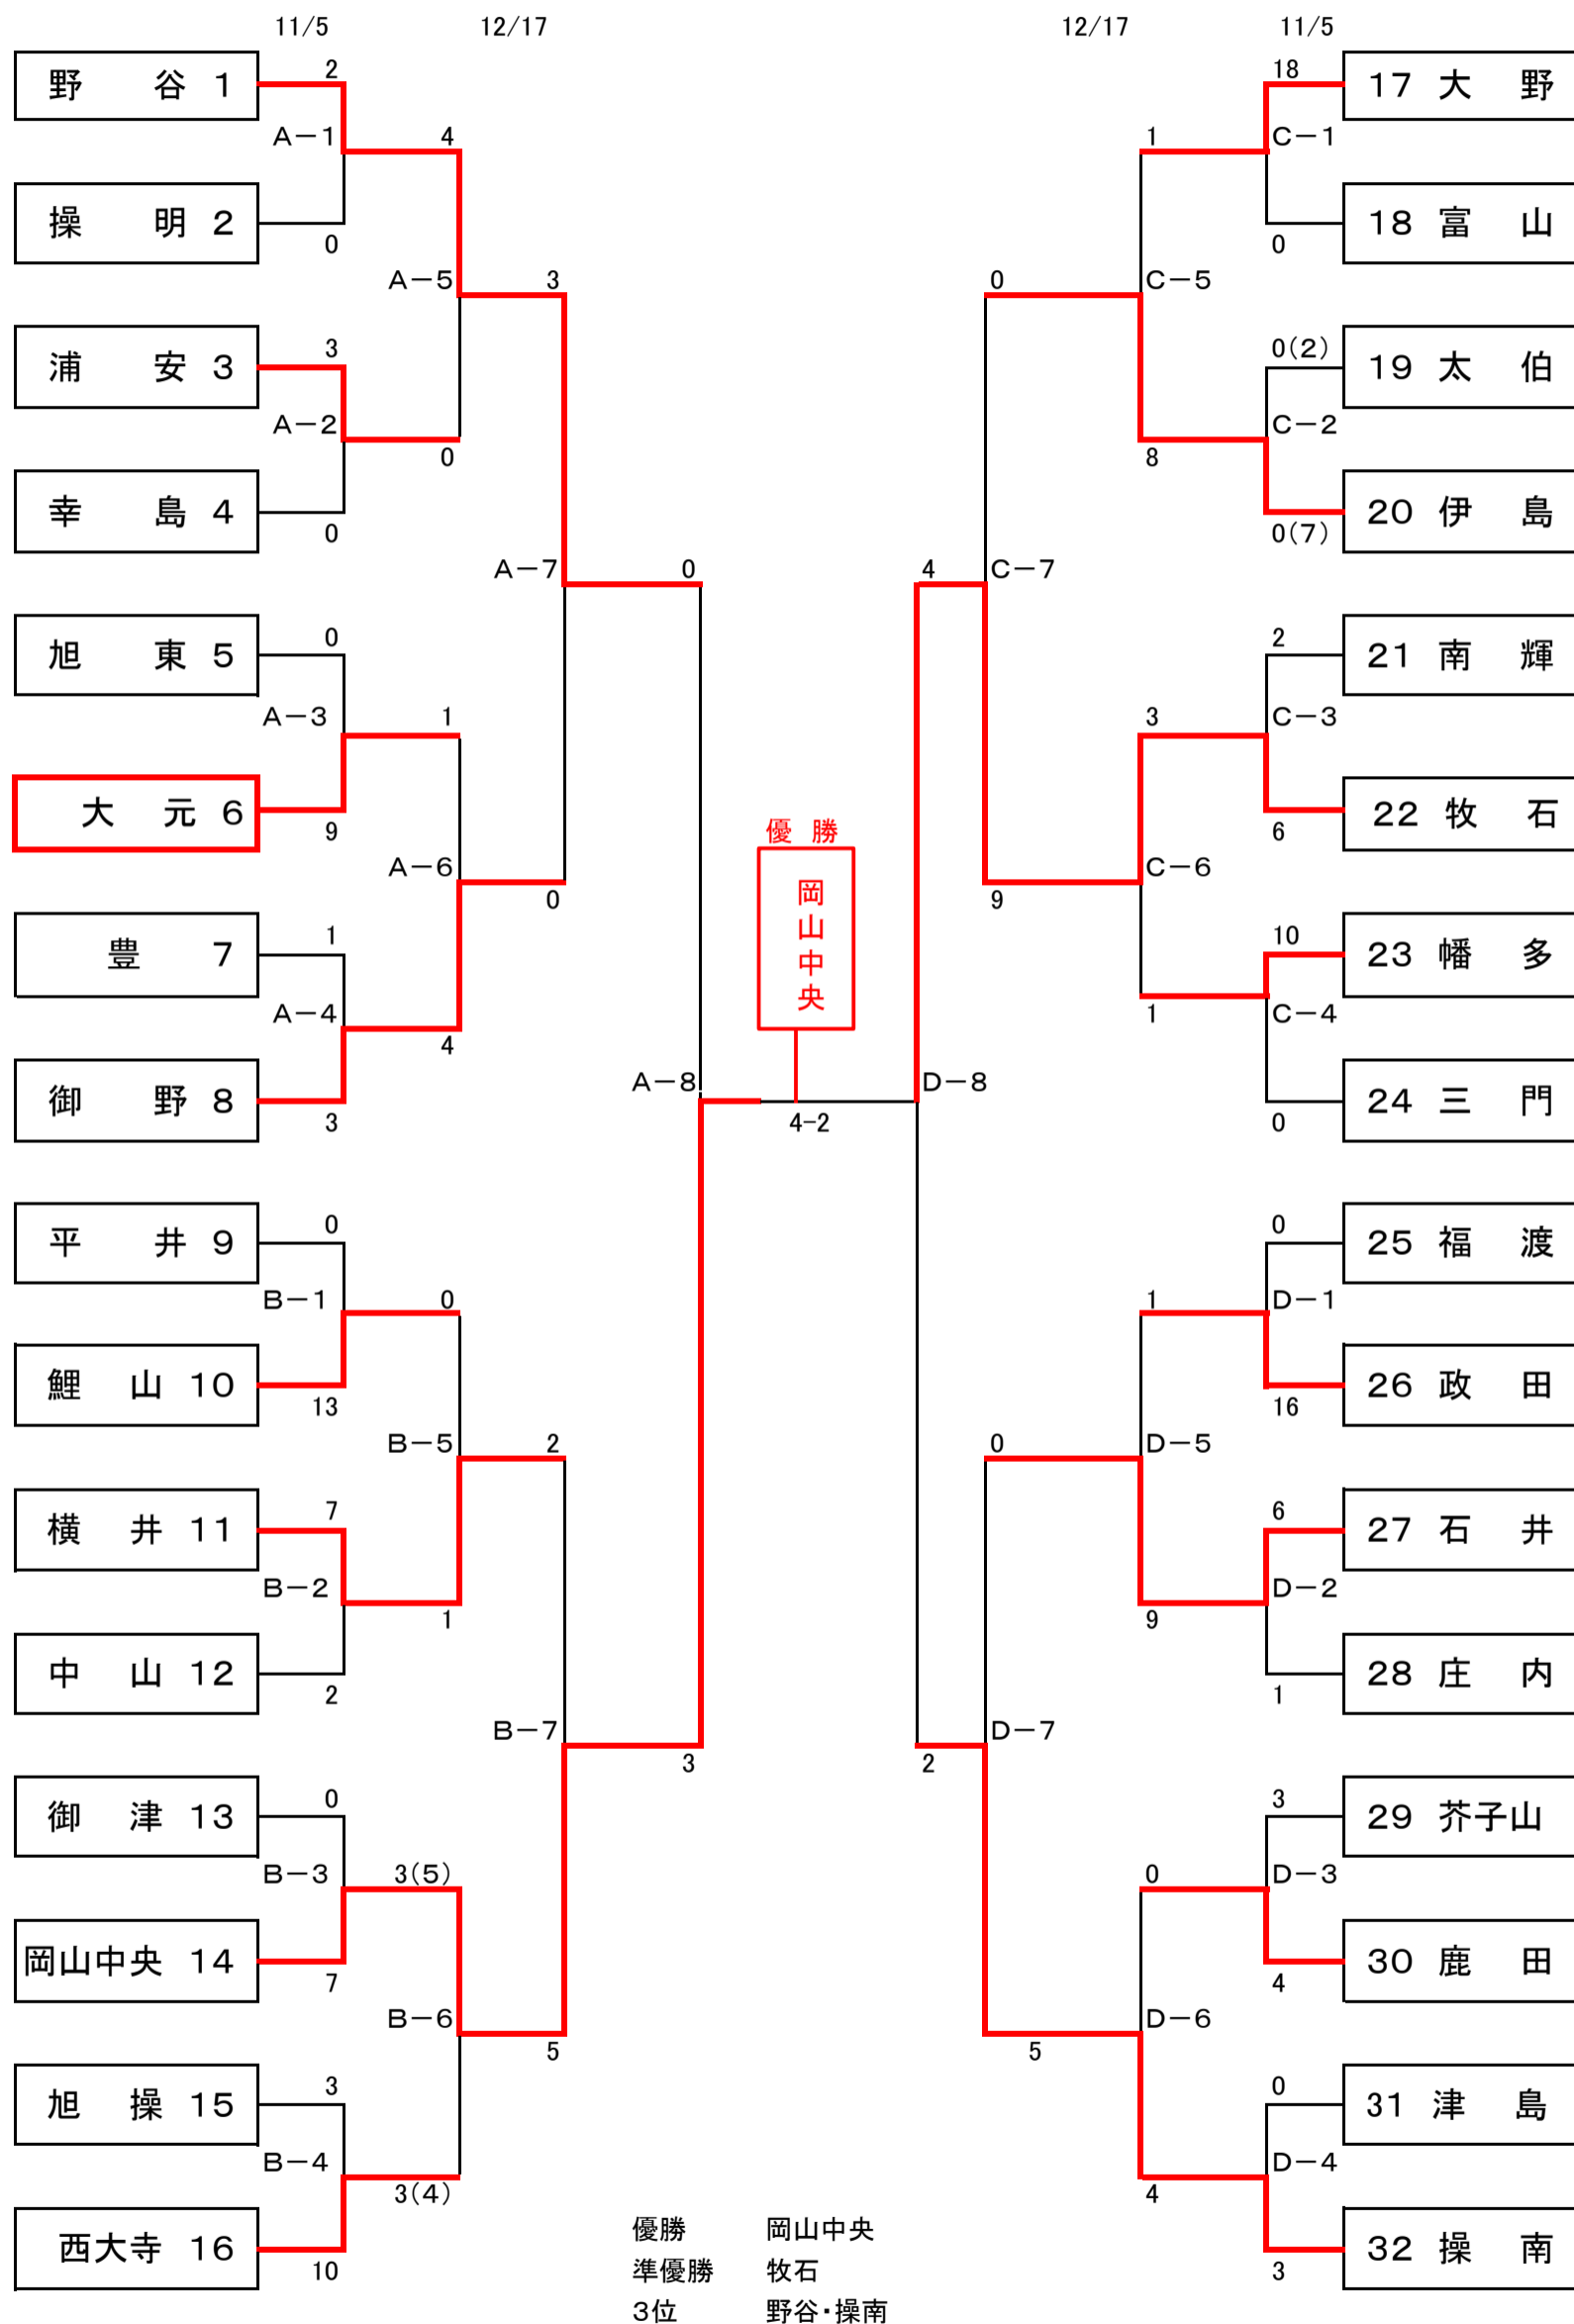 11/5 12/17 12/17 11/5
野 谷 1 2 18 17 大 野
A－1 4 1 C－1
操 明 2 0 0 18 富 山
A－5 3 0 C－5
浦 安 3 3 0(2) 19 太 伯
A－2 0 8 C－2
幸 島 4 0 0(7) 20 伊 島
A－7 0 4 C－7
旭 東 5 0 2 21 南 輝
A－3 1 3 C－3
大 元 6 9 6 22 牧 石
優 勝
岡山中央
A－6 0 9 C－6
豊 7 1 10 23 幡 多
A－4 4 1 C－4
御 野 8 3 0 24 三 門
A－8 4-2 D－8
平 井 9 0 0 25 福 渡
B－1 0 1 D－1
鯉 山 10 13 16 26 政 田
B－5 2 0 D－5
横 井 11 7 6 27 石 井
B－2 1 9 D－2
中 山 12 2 1 28 庄 内
B－7 3 2 D－7
御 津 13 0 3 29 芥子山
B－3 3(5) 0 D－3
岡山中央 14 7 4 30 鹿 田
B－6 5 5 D－6
旭 操 15 3 0 31 津 島
B－4 3(4) 4 D－4
西大寺 16 10 3 32 操 南
優勝 岡山中央
準優勝 牧石
3位 野谷・操南